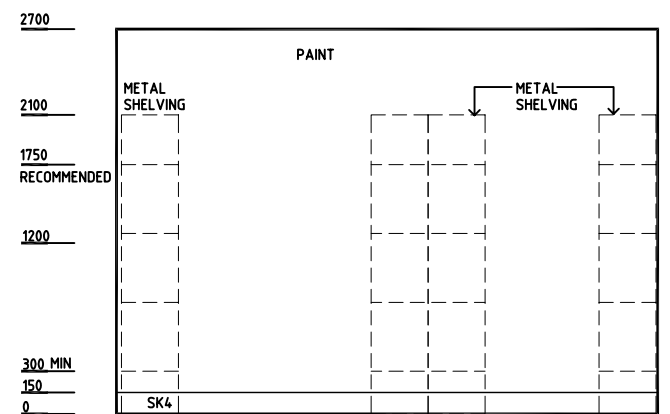 2700
PAINT
METAL
SHELVING
METAL
SHELVING
2100
1750
RECOMMENDED
1200
300 MIN
150
SK4
0